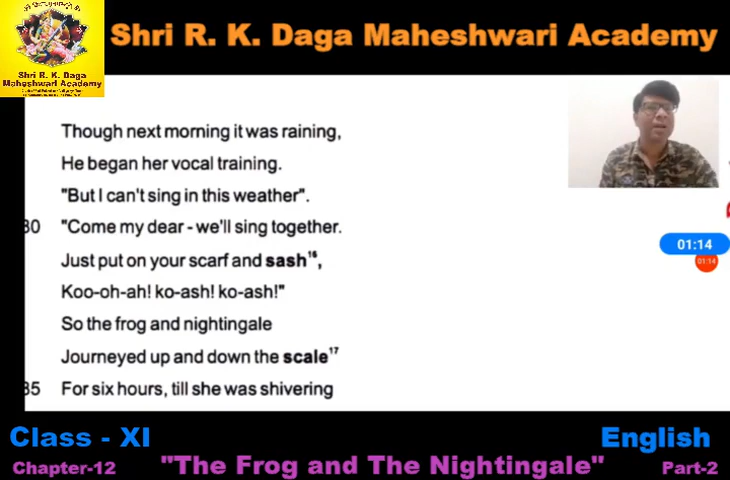 Shri R. K. Daga Maheshwari Academy
Shri R. K. Daga
Maheshwari Academy
Though next morning it was raining,
He began her vocal training.
"But I can't sing in this weather".
30 "Come my dear - we'll sing together.
Just put on your scarf and sash¹⁶,
Koo-oh-ah! ko-ash! ko-ash!"
So the frog and nightingale
Journeyed up and down the scale¹⁷
35 For six hours, till she was shivering
01:14
01:14
Class - XI
English
Chapter-12
"The Frog and The Nightingale"
Part-2